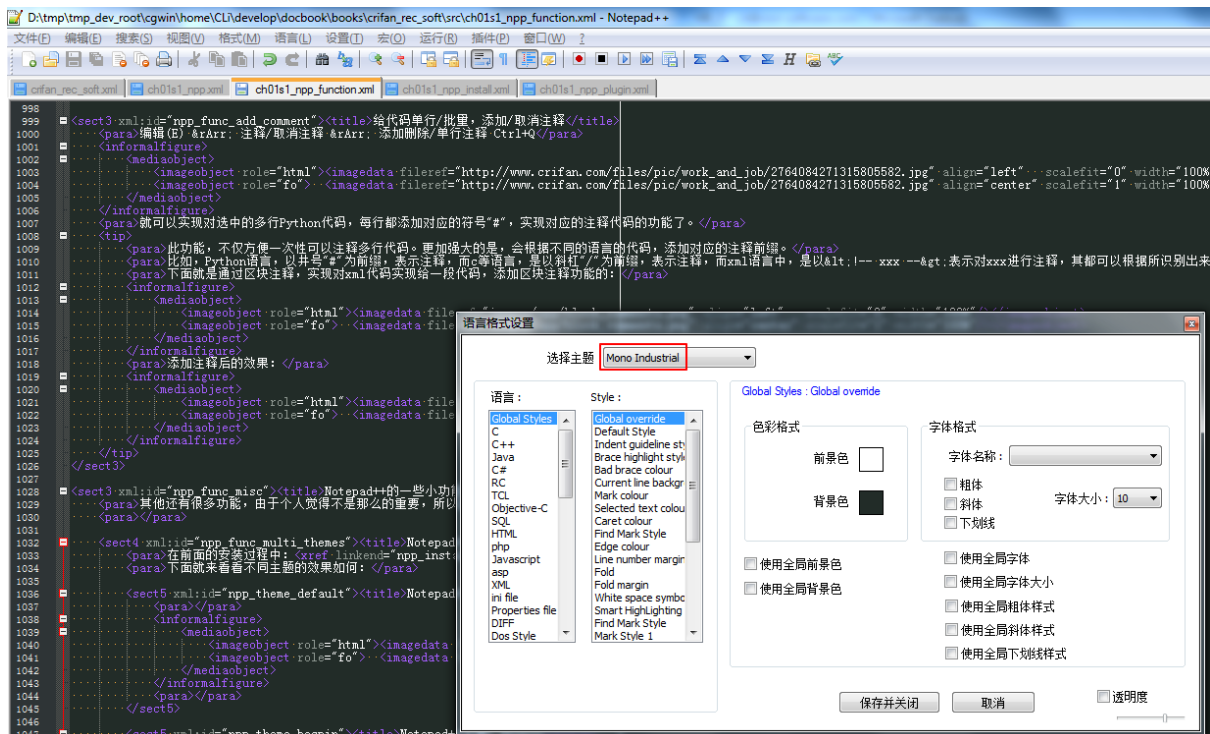 D:\tmp\tmp_dev_root\cgwin\home\CLi\develop\docbook\books\crifan_rec_soft\src\ch01s1_npp_function.xml - Notepad++
文件(F) 编辑(E) 搜索(S) 视图(V) 格式(M) 语言(L) 设置(T) 宏(O) 运行(R) 插件(P) 窗口(W) ?
crifan_rec_soft.xml ch01s1_npp.xml ch01s1_npp_function.xml ch01s1_npp_install.xml ch01s1_npp_plugin.xml
998
999 <sect3 xml:id="npp_func_add_comment"><title>给代码单行/批量，添加/取消注释</title>
1000 <para>编辑(E) &rArr; 注释/取消注释 &rArr; 添加删除/单行注释 Ctrl+Q</para>
1001 <informalfigure>
1002 <mediaobject>
1003 <imageobject role="html"><imagedata fileref="http://www.crifan.com/files/pic/work_and_job/2764084271315805582.jpg" align="left" scalefit="0" width="100%
1004 <imageobject role="fo"> <imagedata fileref="http://www.crifan.com/files/pic/work_and_job/2764084271315805582.jpg" align="center" scalefit="1" width="100%
1005 </mediaobject>
1006 </informalfigure>
1007 <para>就可以实现对选中的多行Python代码，每行都添加对应的符号"#"，实现对应的注释代码的功能了。</para>
1008 <tip>
1009 <para>此功能，不仅方便一次性可以注释多行代码。更加强大的是，会根据不同的语言的代码，添加对应的注释前缀。</para>
1010 <para>比如，Python语言，以井号"#"为前缀，表示注释，而c等语言，是以斜杠"/"为前缀，表示注释，而xml语言中，是以&lt;!-- xxx --&gt;表示对xxx进行注释，其都可以根据所识别出来
1011 <para>下面就是通过区块注释，实现对xml代码实现给一段代码，添加区块注释功能的：</para>
1012 <informalfigure>
1013 <mediaobject>
1014 <imageobject role="html"><imagedata file
1015 <imageobject role="fo"> <imagedata file
1016 </mediaobject>
1017 </informalfigure>
1018 <para>添加注释后的效果：</para>
1019 <informalfigure>
1020 <mediaobject>
1021 <imageobject role="html"><imagedata file
1022 <imageobject role="fo"> <imagedata file
1023 </mediaobject>
1024 </informalfigure>
1025 </tip>
1026 </sect3>
1027
1028 <sect3 xml:id="npp_func_misc"><title>Notepad++的一些小功
1029 <para>其他还有很多功能，由于个人觉得不是那么的重要，所以
1030 <para></para>
1031
1032 <sect4 xml:id="npp_func_multi_themes"><title>Notepad
1033 <para>在前面的安装过程中：<xref linkend="npp_inst
1034 <para>下面就来看看不同主题的效果如何：</para>
1035
1036 <sect5 xml:id="npp_theme_default"><title>Notepad
1037 <para></para>
1038 <informalfigure>
1039 <mediaobject>
1040 <imageobject role="html"><imagedata
1041 <imageobject role="fo"> <imagedata
1042 </mediaobject>
1043 </informalfigure>
1044 <para></para>
1045 </sect5>
1046
语言格式设置
选择主题 Mono Industrial
语言：
Global Styles
C
C++
Java
C#
RC
TCL
Objective-C
SQL
HTML
php
Javascript
asp
XML
ini file
Properties file
DIFF
Dos Style
Style：
Global override
Default Style
Indent guideline sty
Brace highlight style
Bad brace colour
Current line backgr
Mark colour
Selected text colou
Caret colour
Find Mark Style
Edge colour
Line number margin
Fold
Fold margin
White space symbo
Smart HighLighting
Find Mark Style
Mark Style 1
Global Styles : Global override
色彩格式
前景色
背景色
使用全局前景色
使用全局背景色
字体格式
字体名称：
粗体
斜体
下划线
字体大小： 10
使用全局字体
使用全局字体大小
使用全局粗体样式
使用全局斜体样式
使用全局下划线样式
保存并关闭 取消 透明度